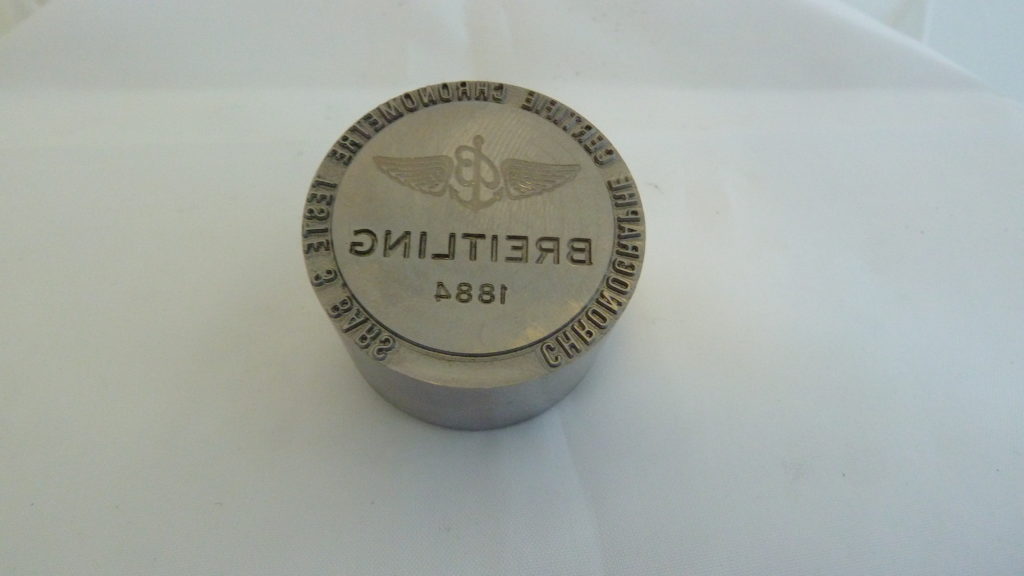 CHRONOGRAPHE CERTIFIE CHRONOMETRE TESTE 3 BARS
BREITLING
1884